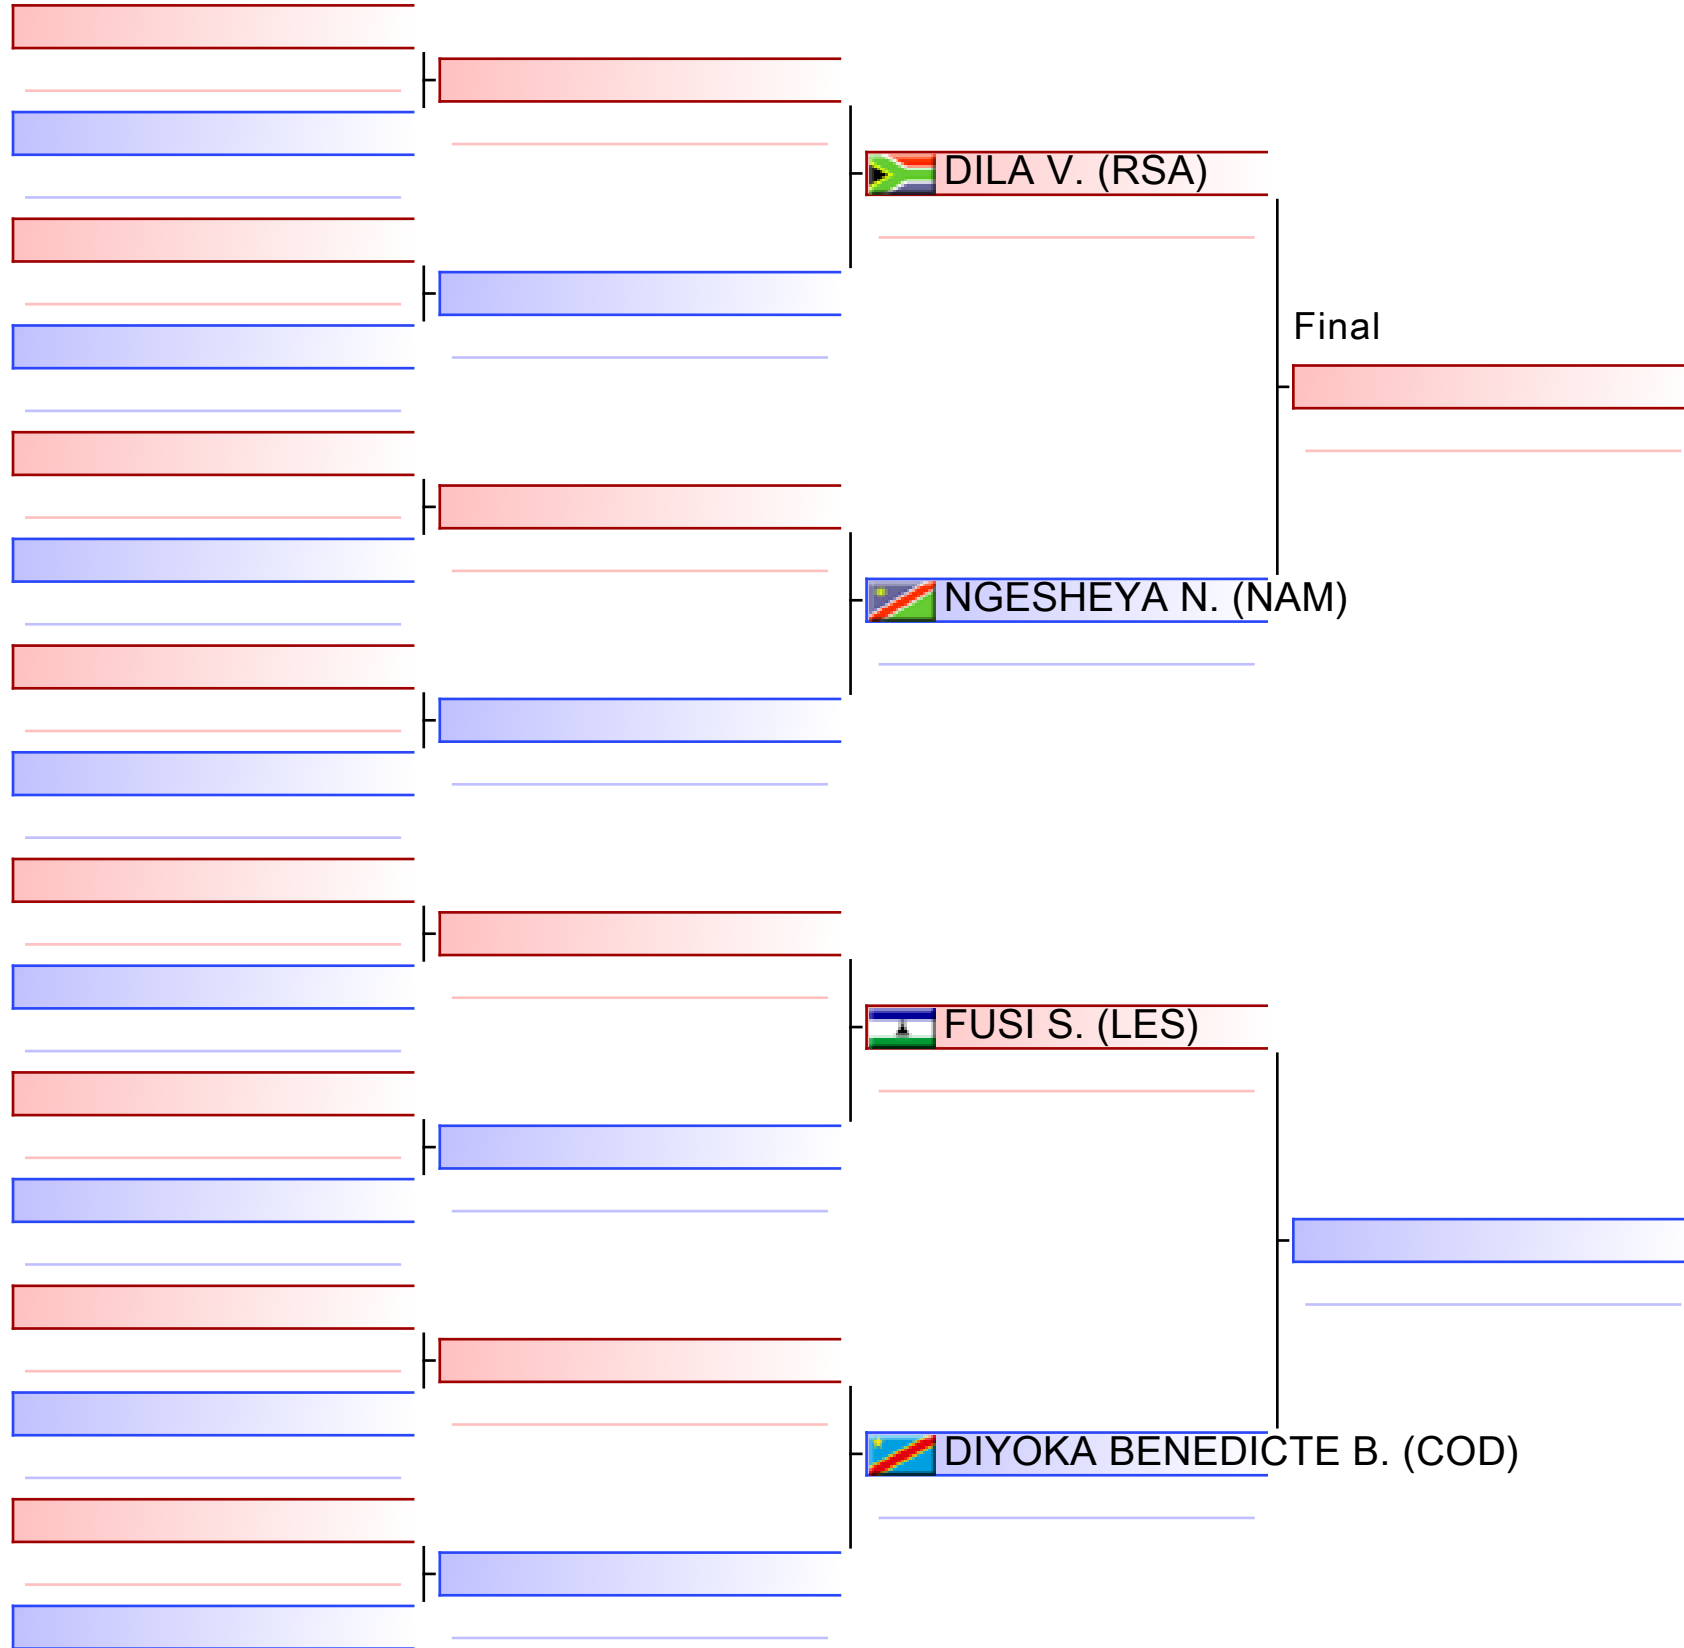 DILA V. (RSA)
Final
NGESHEYA N. (NAM)
FUSI S. (LES)
DIYOKA BENEDICTE B. (COD)